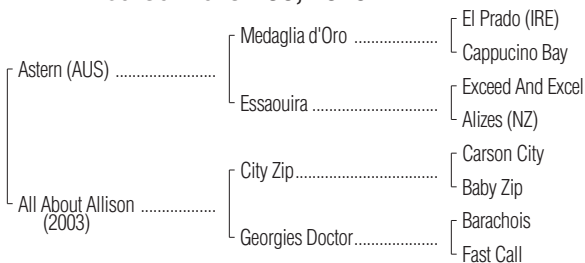 El Prado (IRE)
Medaglia d'Oro ....................
Cappucino Bay
Astern (AUS) ........................
Exceed And Excel
Essaouira ..............................
Alizes (NZ)
Carson City
City Zip..................................
Baby Zip
All About Allison ..................
(2003)
Barachois
Georgies Doctor....................
Fast Call